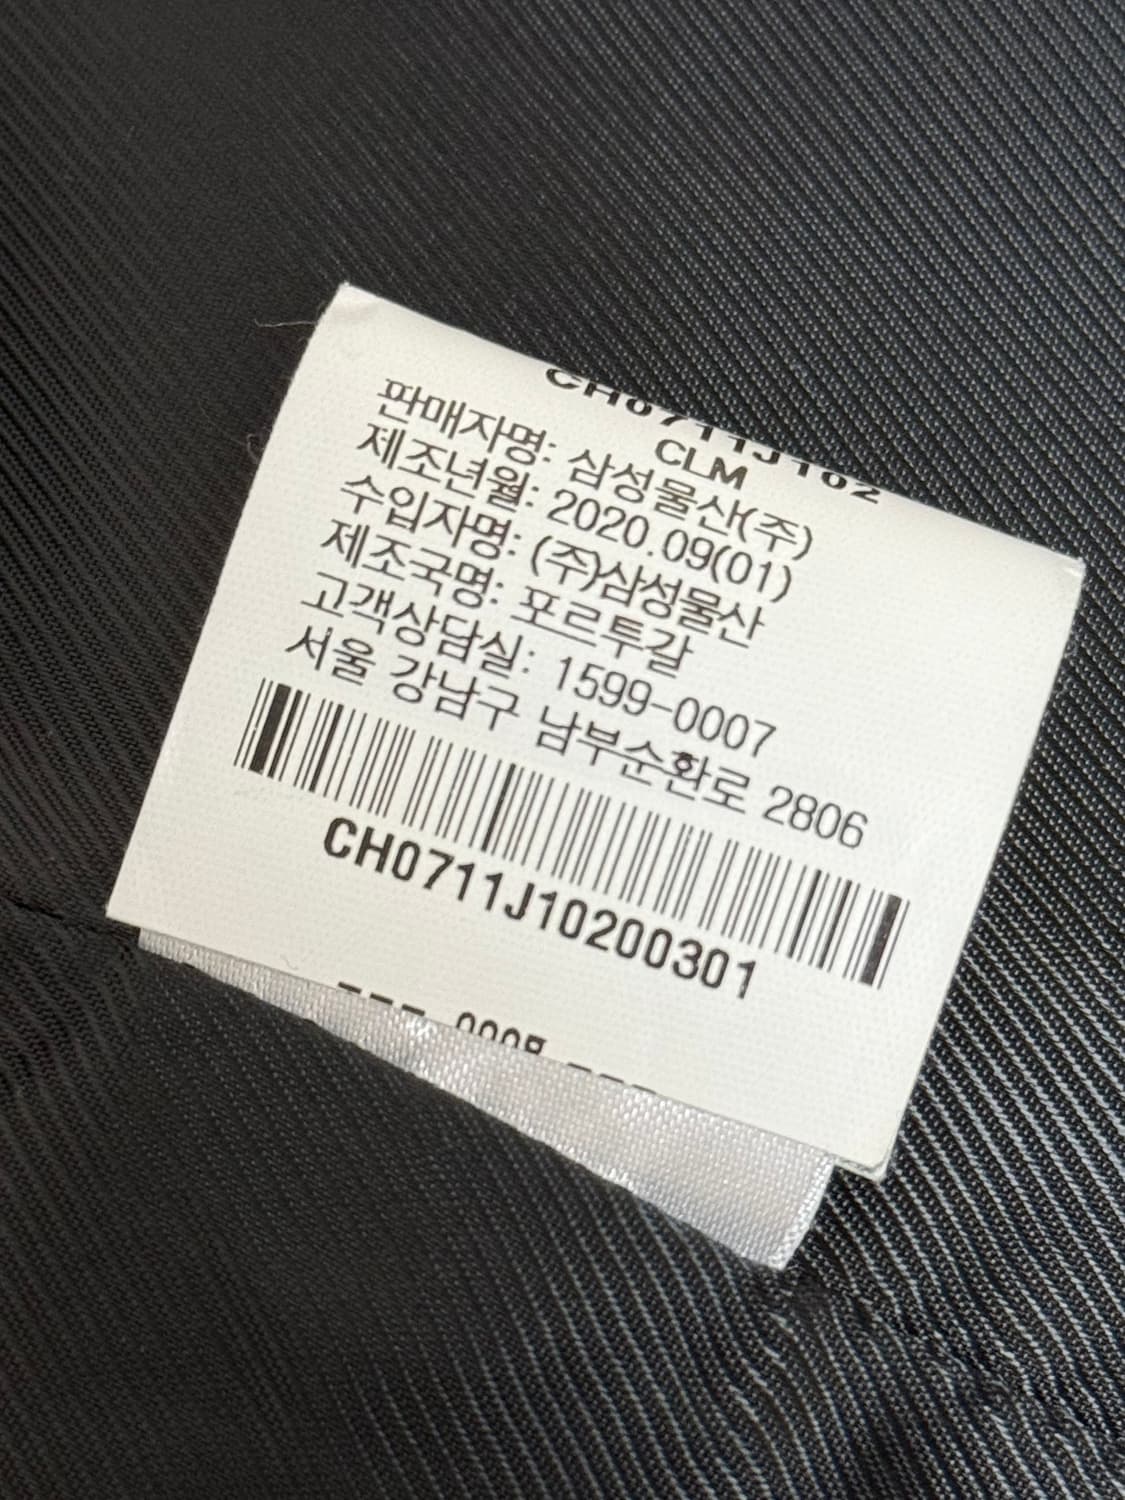 CH0711J102
CLM
판매자명: 삼성물산(주)
제조년월: 2020.09(01)
수입자명: (주)삼성물산
제조국명: 포르투갈
고객상담실: 1599-0007
서울 강남구 남부순환로 2806
CH0711J10200301